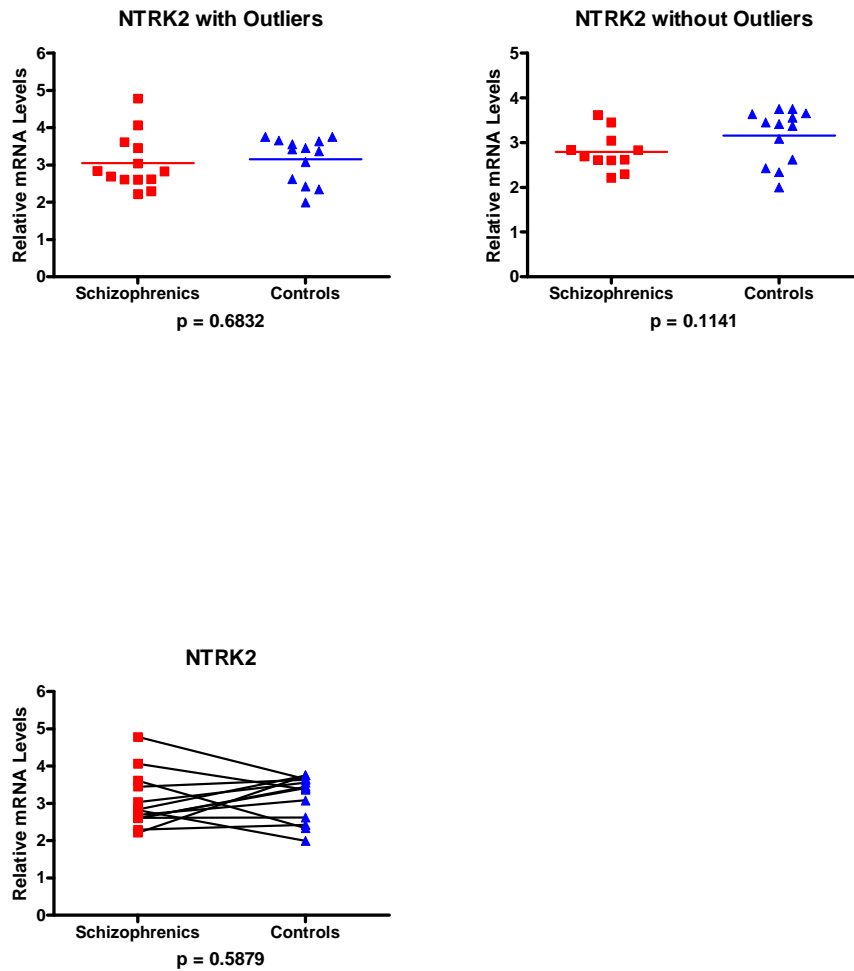 NTRK2 with Outliers
6
5
4
3
2
1
0
Relative mRNA Levels
Schizophrenics Controls
p = 0.6832
NTRK2 without Outliers
5
4
3
2
1
0
Relative mRNA Levels
Schizophrenics Controls
p = 0.1141
NTRK2
6
5
4
3
2
1
0
Relative mRNA Levels
Schizophrenics Controls
p = 0.5879